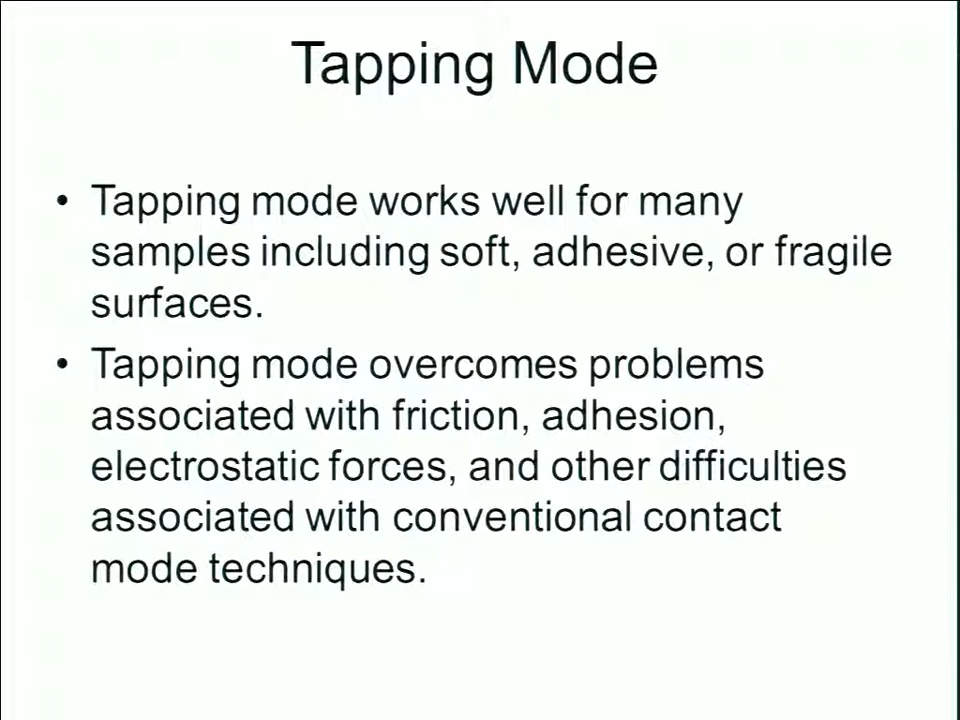 Tapping Mode
• Tapping mode works well for many
samples including soft, adhesive, or fragile
surfaces.
• Tapping mode overcomes problems
associated with friction, adhesion,
electrostatic forces, and other difficulties
associated with conventional contact
mode techniques.